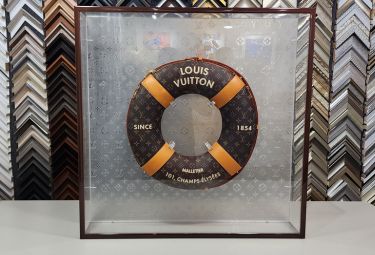 LOUIS
VUITTON
SINCE 1854
MALLETIER
101, CHAMPS-ÉLYSÉES